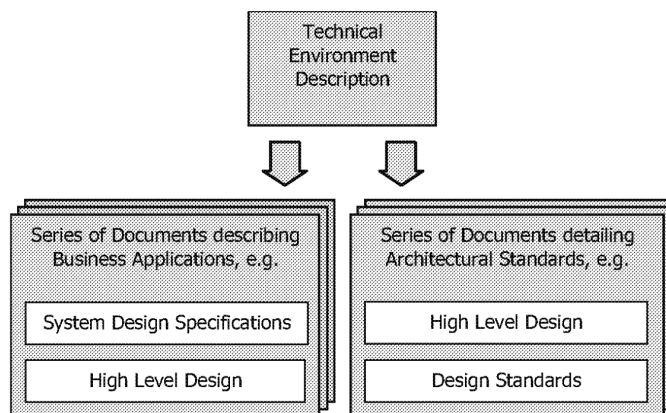 Technical
Environment
Description
Series of Documents describing
Business Applications, e.g.
System Design Specifications
High Level Design
Series of Documents detailing
Architectural Standards, e.g.
High Level Design
Design Standards